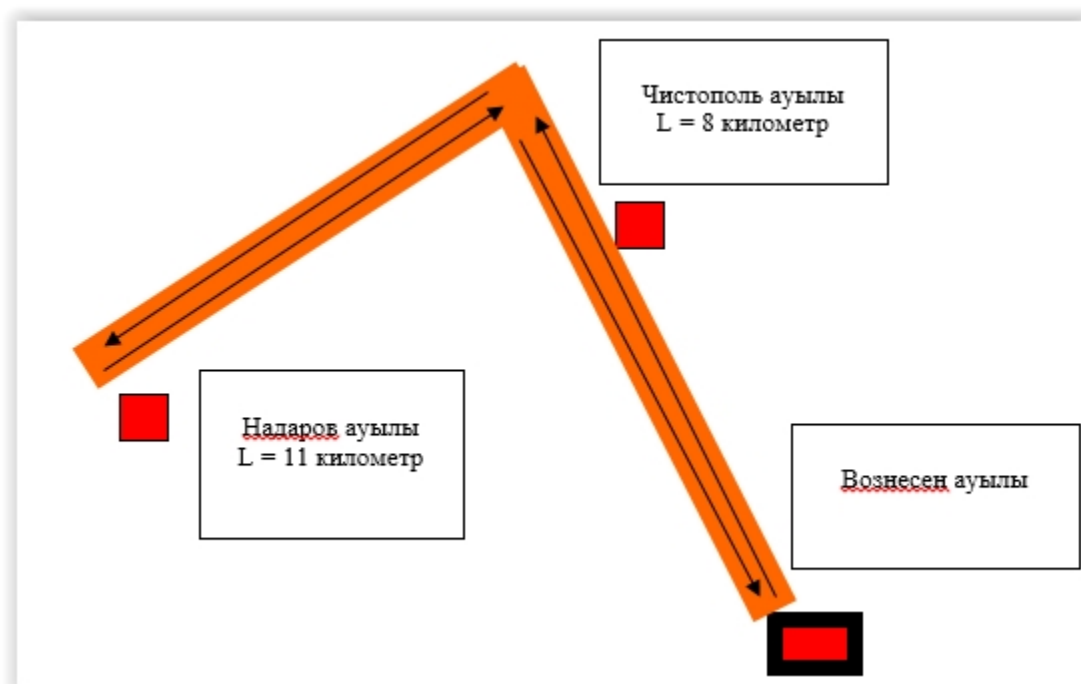 Чистополь ауылы
L = 8 километр
Надаров ауылы
L = 11 километр
Вознесен ауылы